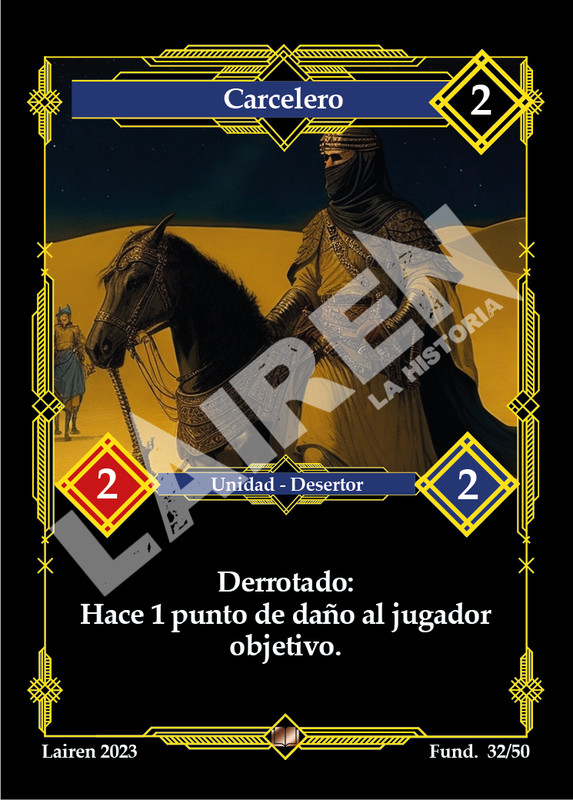 Carcelero
2
LAIREN
LA HISTORIA
2
Unidad - Desertor
2
Derrotado:
Hace 1 punto de daño al jugador
objetivo.
Lairen 2023
Fund. 32/50